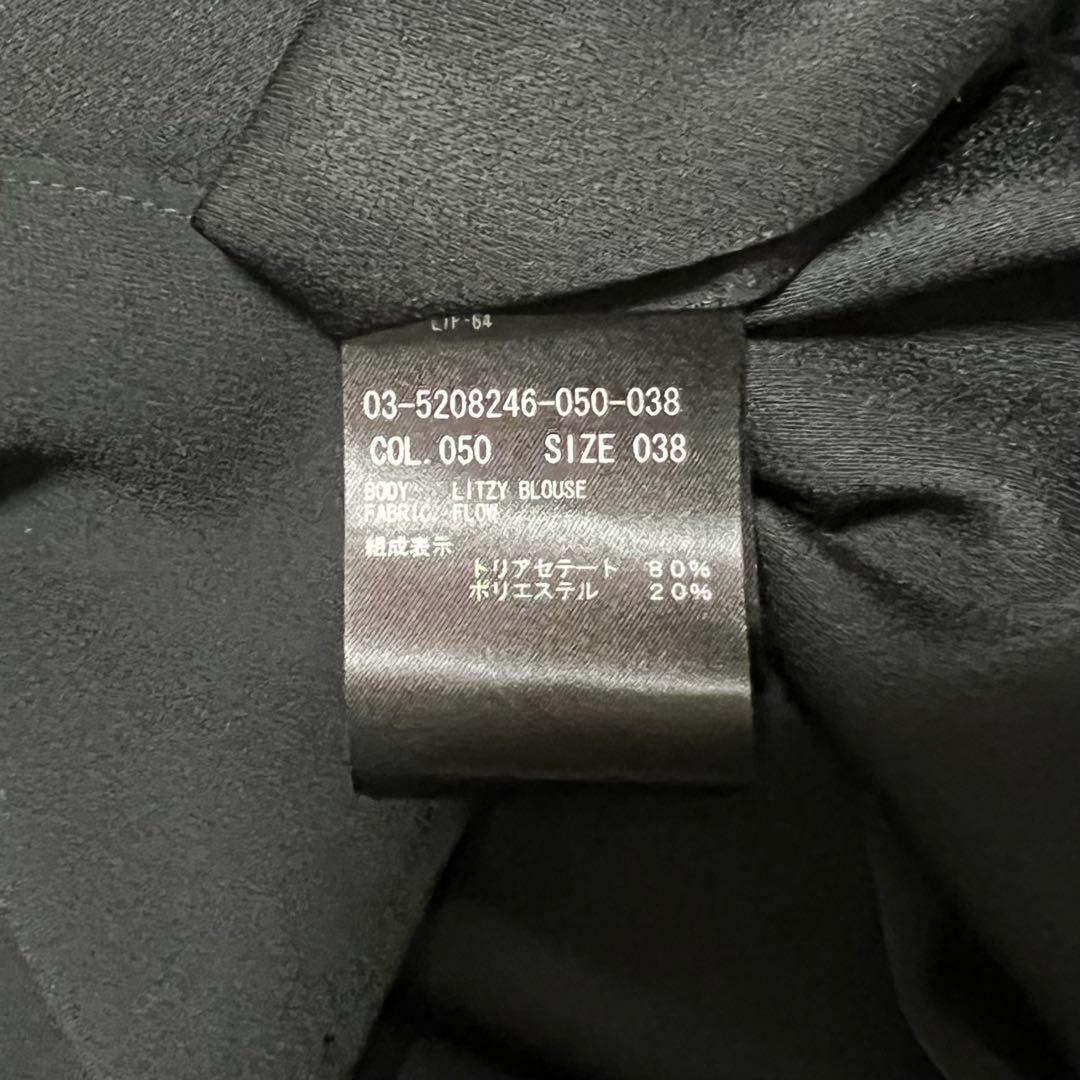 03-5208246-050-038
COL.050 SIZE 038
BODY LITZY BLOUSE
FABRIC. FLOW
組成表示
トリアセテート 80%
ポリエステル 20%